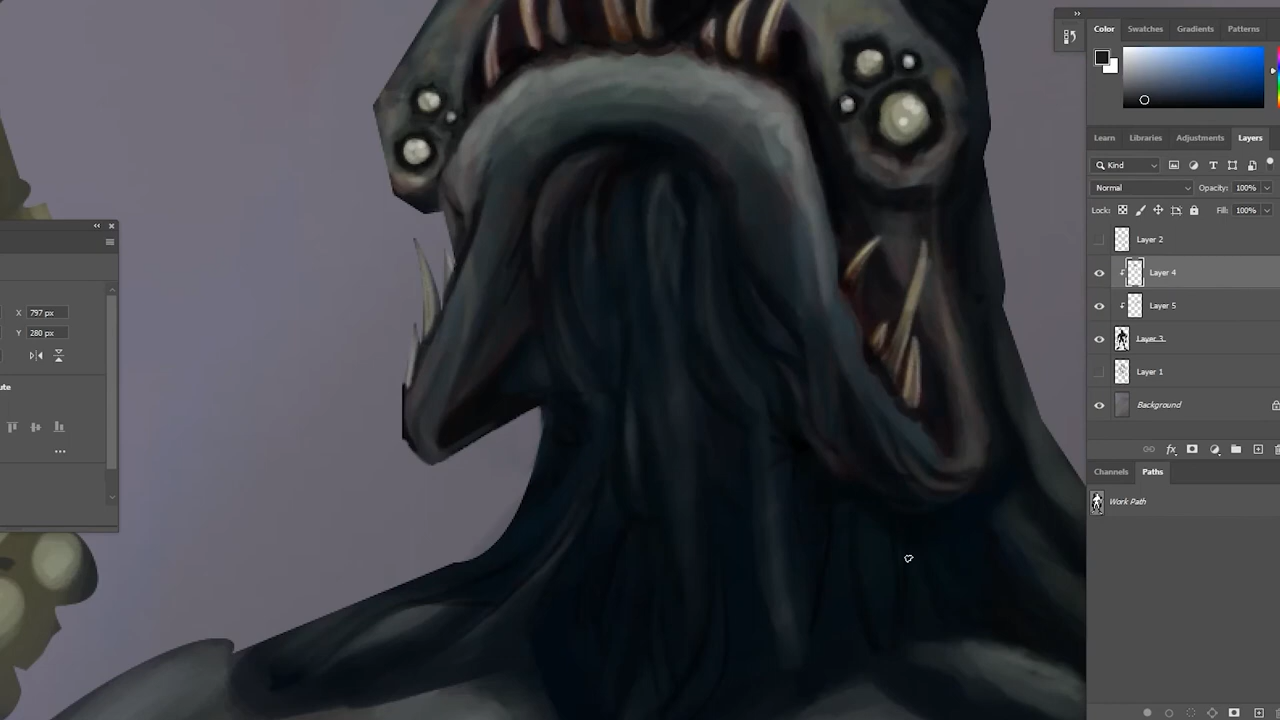 Color Swatches Gradients Patterns
Learn Libraries Adjustments Layers
Kind
Normal Opacity: 100%
Lock: Fill: 100%
Layer 2
Layer 4
Layer 5
Layer 3
Layer 1
Background
fx
Channels Paths
Work Path
X 797 px
Y 280 px
ute